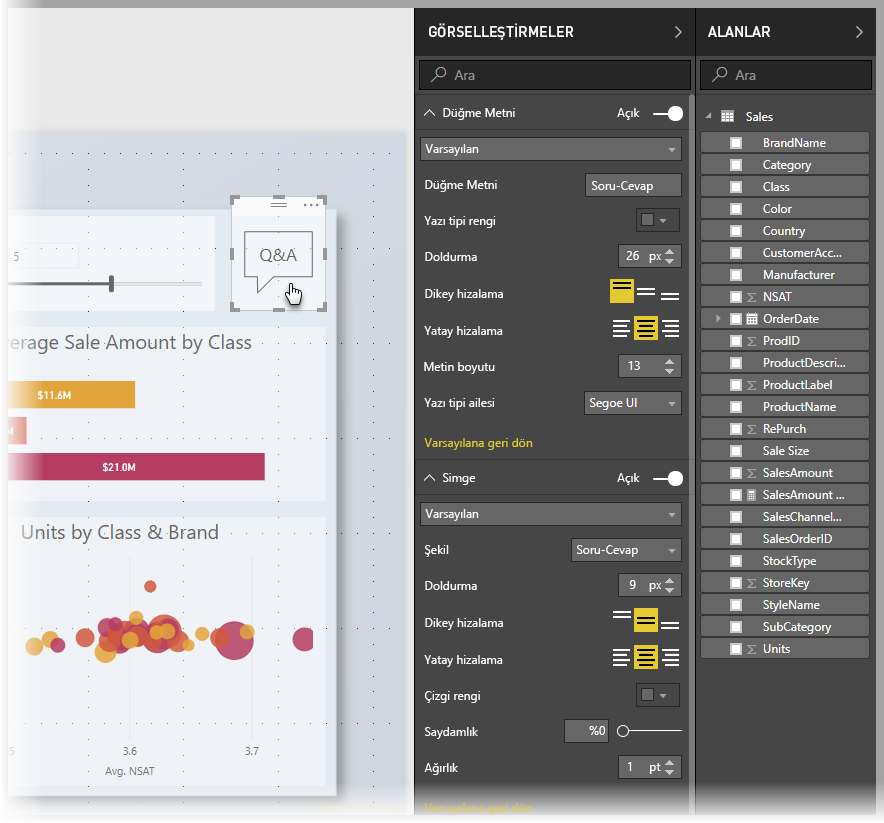 5
Q&A
erage Sale Amount by Class
$11.6M
M
$21.0M
Units by Class & Brand
5
3.6
3.7
Avg. NSAT
GÖRSELLEŞTİRMELER
Ara
Düğme Metni
Açık
Varsayılan
Düğme Metni
Soru-Cevap
Yazı tipi rengi
Doldurma
26 px
Dikey hizalama
Yatay hizalama
Metin boyutu
13
Yazı tipi ailesi
Segoe UI
Varsayılana geri dön
Simge
Açık
Varsayılan
Şekil
Soru-Cevap
Doldurma
9 px
Dikey hizalama
Yatay hizalama
Çizgi rengi
Saydamlık
%0
Ağırlık
1 pt
Varsayılana geri dön
ALANLAR
Ara
Sales
BrandName
Category
Class
Color
Country
CustomerAcc...
Manufacturer
NSAT
OrderDate
ProdID
ProductDescri...
ProductLabel
ProductName
RePurch
Sale Size
SalesAmount
SalesAmount ...
SalesChannel...
SalesOrderID
StockType
StoreKey
StyleName
SubCategory
Units